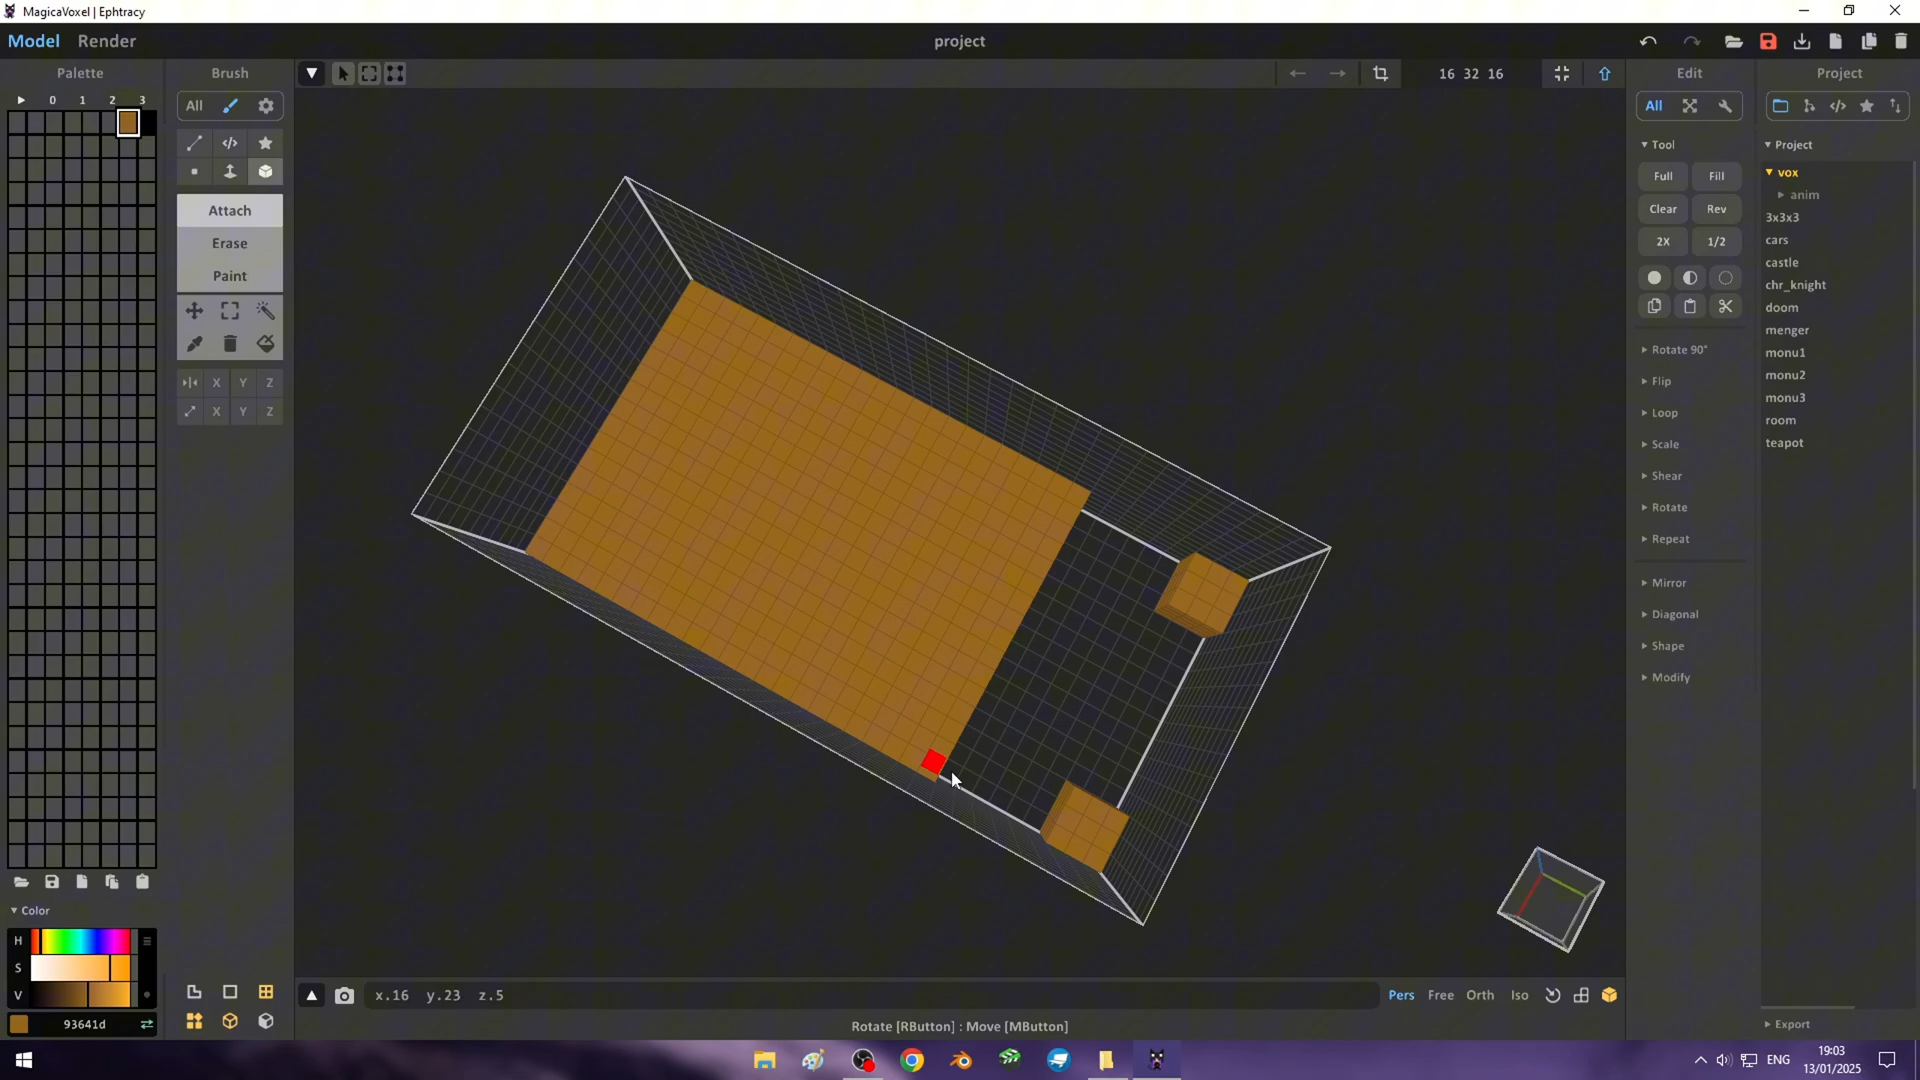 MagicaVoxel | Ephtracy
Model Render
project
Palette
Brush
16 32 16
Edit
Project
0 1 2 3
All
All
Tool
Project
Full Fill
vox
anim
Attach
Clear Rev
3x3x3
Erase
2X 1/2
cars
castle
Paint
chr_knight
doom
menger
Rotate 90°
monu1
monu2
Flip
X Y Z
monu3
Loop
X Y Z
room
Scale
teapot
Shear
Rotate
Repeat
Mirror
Diagonal
Shape
Modify
Color
H
S
V
x.16 y.23 z.5
Pers Free Orth Iso
93641d
Rotate [RButton] : Move [MButton]
Export
ENG
19:03
13/01/2025